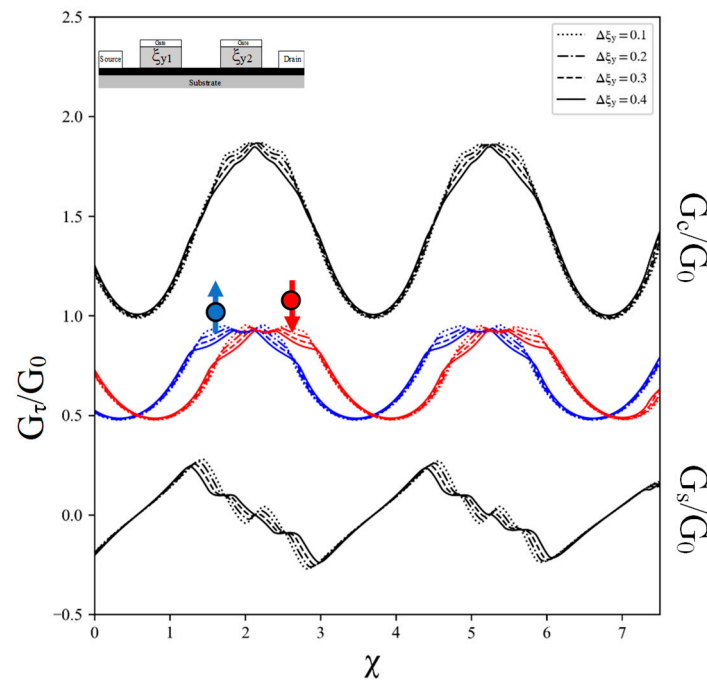 2.5
Gate
Gate
Source
ξy1
ξy2
Drain
Substrate
Δξy = 0.1
Δξy = 0.2
Δξy = 0.3
Δξy = 0.4
2.0
1.5
1.0
0.5
0.0
−0.5
Gτ/G0
Gc/G0
Gs/G0
0 1 2 3 4 5 6 7
χ